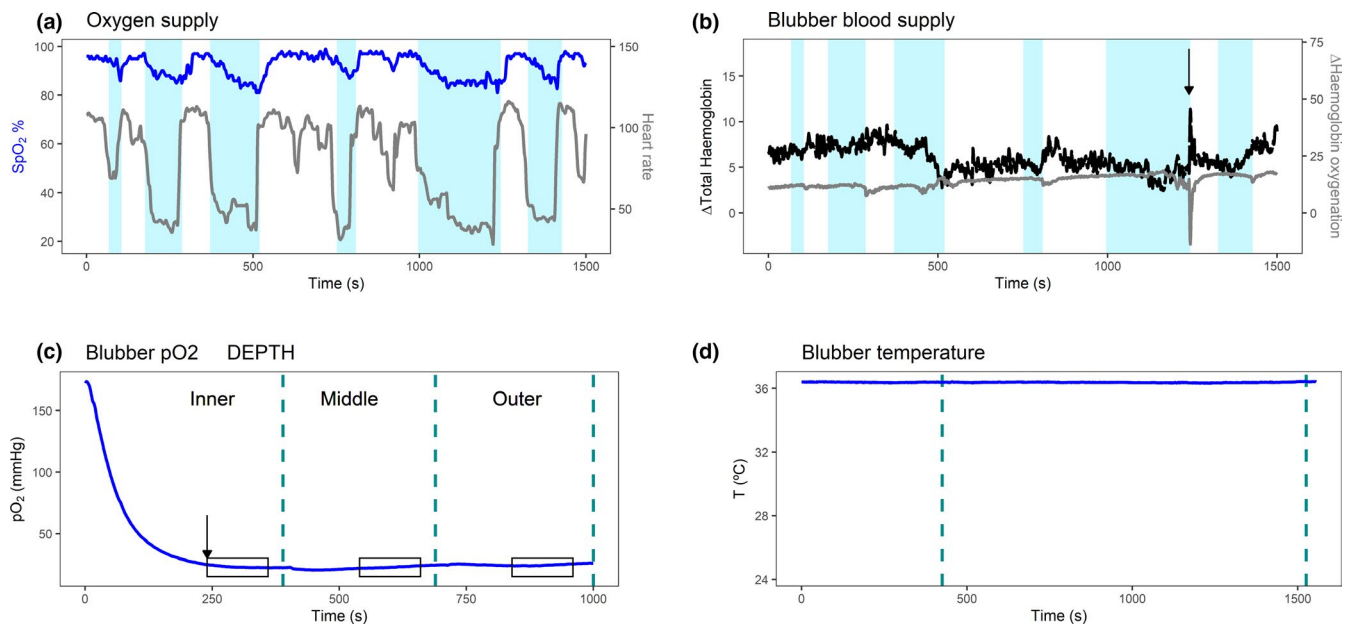 (a) Oxygen supply
100
80
60
40
20
SpO2 %
150
100
50
Heart rate
0
500
1000
1500
Time (s)
(b) Blubber blood supply
15
10
5
0
ΔTotal Haemoglobin
75
50
25
0
ΔHaemoglobin oxygenation
0
500
1000
1500
Time (s)
(c) Blubber pO2 DEPTH
Inner
Middle
Outer
150
100
50
pO2 (mmHg)
0
250
500
750
1000
Time (s)
(d) Blubber temperature
36
32
28
24
T (ºC)
0
500
1000
1500
Time (s)